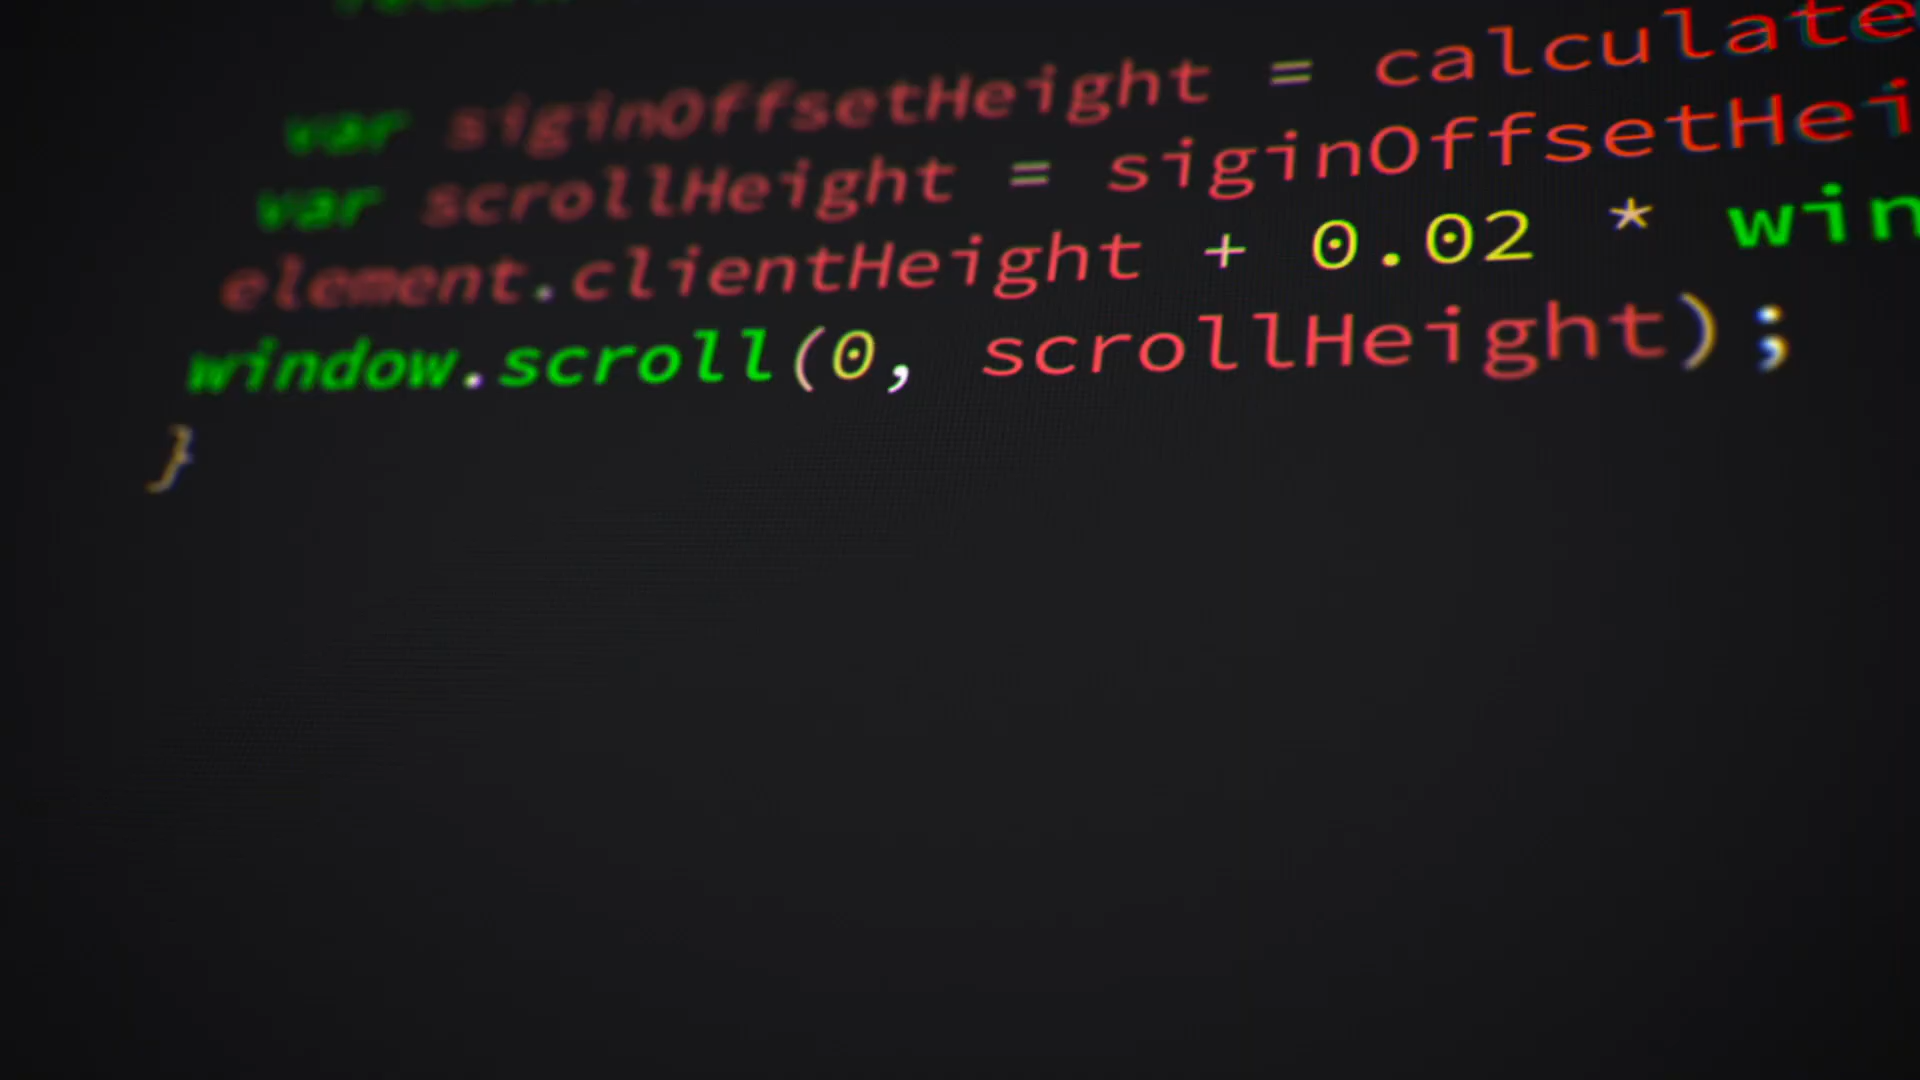 var siginOffsetHeight = calculate
var scrollHeight = siginOffsetHei
element.clientHeight + 0.02 * win
window.scroll(0, scrollHeight);
}